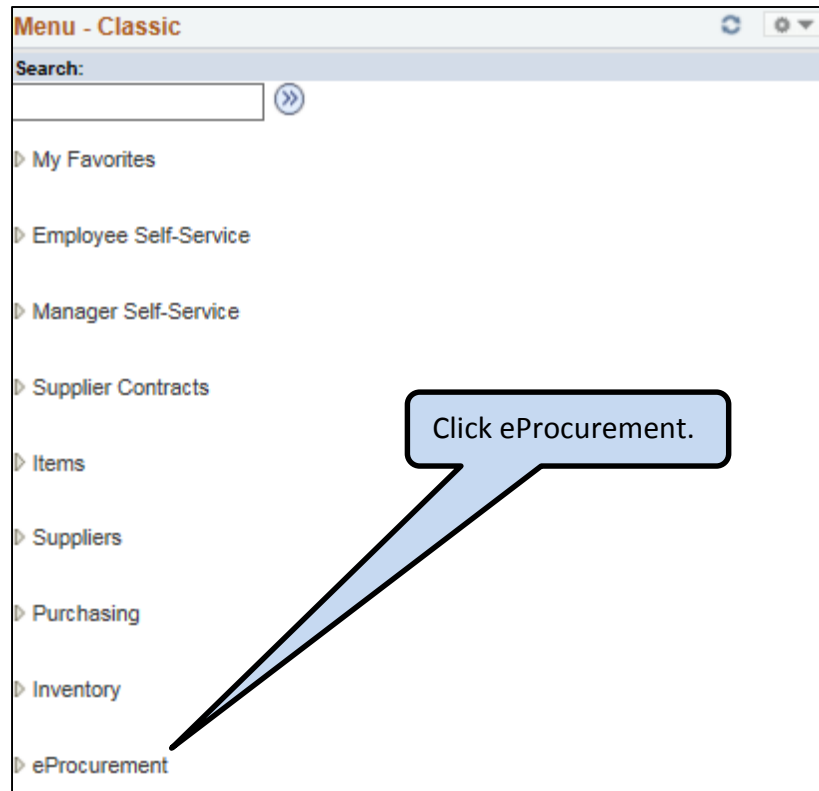 Menu - Classic
Search:
My Favorites
Employee Self-Service
Manager Self-Service
Supplier Contracts
Click eProcurement.
Items
Suppliers
Purchasing
Inventory
eProcurement